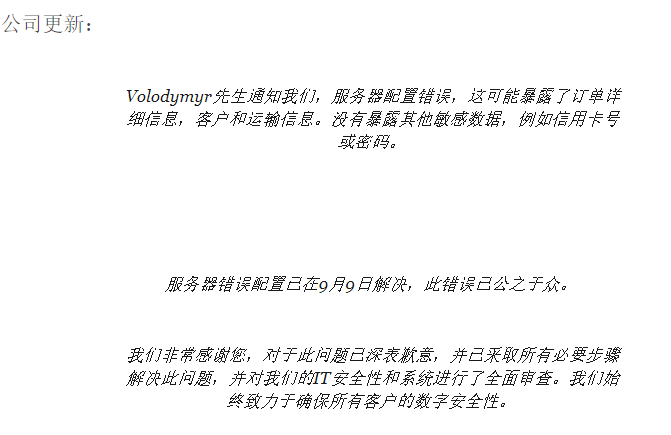 公司更新：
Volodymyr先生通知我们，服务器配置错误，这可能暴露了订单详
细信息，客户和运输信息。没有暴露其他敏感数据，例如信用卡号
或密码。
服务器错误配置已在9月9日解决，此错误已公之于众。
我们非常感谢您，对于此问题已深表歉意，并已采取所有必要步骤
解决此问题，并对我们的IT安全性和系统进行了全面审查。我们始
终致力于确保所有客户的数字安全性。